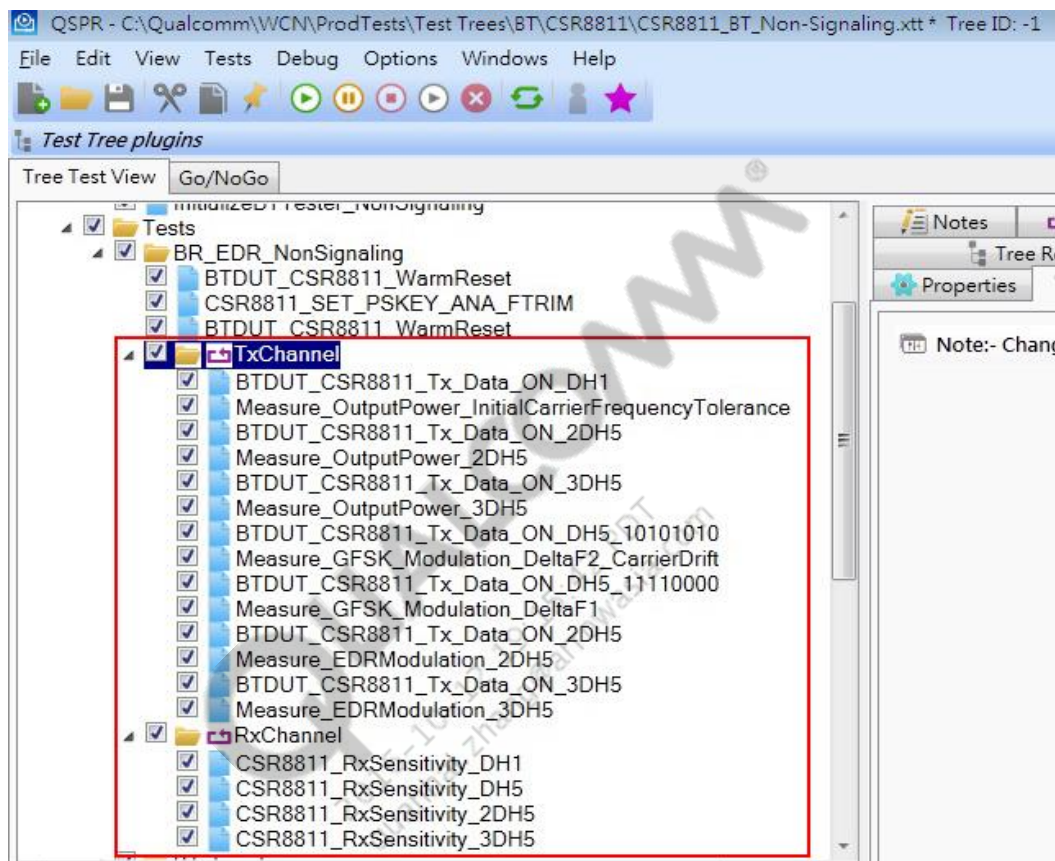 QSPR - C:\Qualcomm\WCN\ProdTests\Test Trees\BT\CSR8811\CSR8811_BT_Non-Signaling.xtt * Tree ID: -1
File Edit View Tests Debug Options Windows Help
Test Tree plugins
Tree Test View Go/NoGo
InitializeBTTester_NonSignaling
Tests
BR_EDR_NonSignaling
BTDUT_CSR8811_WarmReset
CSR8811_SET_PSKEY_ANA_FTRIM
BTDUT_CSR8811_WarmReset
TxChannel
BTDUT_CSR8811_Tx_Data_ON_DH1
Measure_OutputPower_InitialCarrierFrequencyTolerance
BTDUT_CSR8811_Tx_Data_ON_2DH5
Measure_OutputPower_2DH5
BTDUT_CSR8811_Tx_Data_ON_3DH5
Measure_OutputPower_3DH5
BTDUT_CSR8811_Tx_Data_ON_DH5_10101010
Measure_GFSK_Modulation_DeltaF2_CarrierDrift
BTDUT_CSR8811_Tx_Data_ON_DH5_11110000
Measure_GFSK_Modulation_DeltaF1
BTDUT_CSR8811_Tx_Data_ON_2DH5
Measure_EDRModulation_2DH5
BTDUT_CSR8811_Tx_Data_ON_3DH5
Measure_EDRModulation_3DH5
RxChannel
CSR8811_RxSensitivity_DH1
CSR8811_RxSensitivity_DH5
CSR8811_RxSensitivity_2DH5
CSR8811_RxSensitivity_3DH5
Notes
Tree R
Properties
Note:- Chang
QUALCOMM